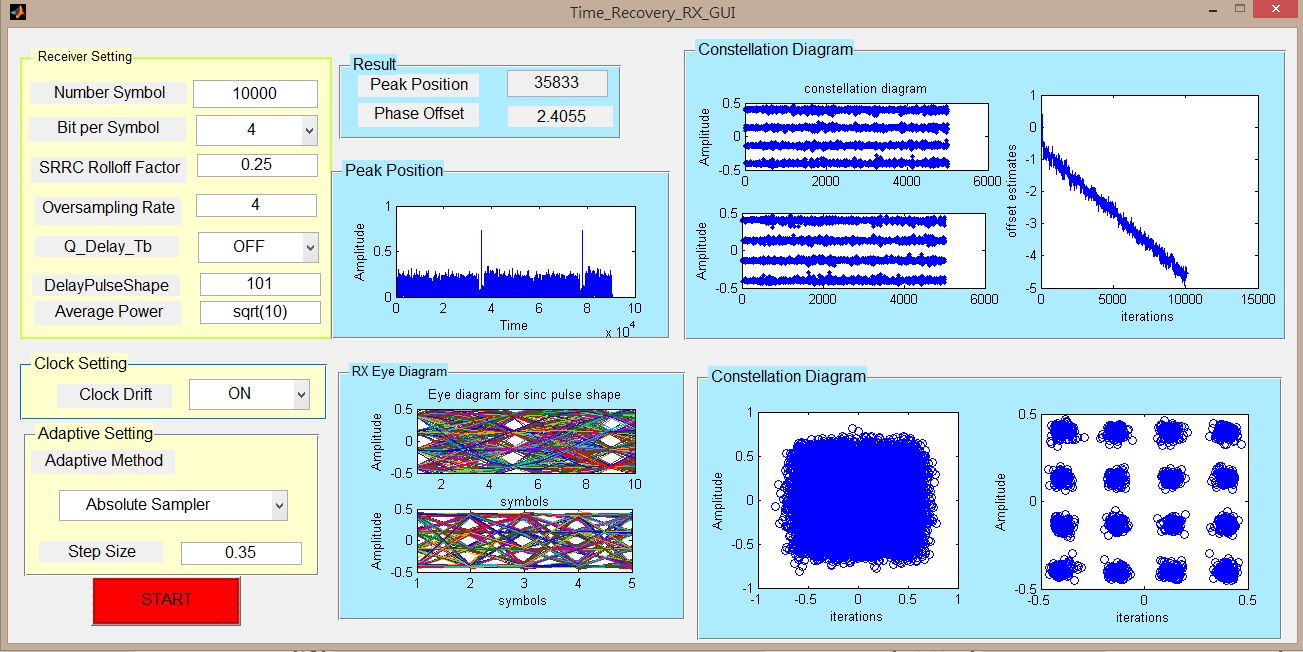 Time_Recovery_RX_GUI
Receiver Setting
Number Symbol 10000
Bit per Symbol 4
SRRC Rolloff Factor 0.25
Oversampling Rate 4
Q_Delay_Tb OFF
DelayPulseShape 101
Average Power sqrt(10)
Clock Setting
Clock Drift ON
Adaptive Setting
Adaptive Method
Absolute Sampler
Step Size 0.35
START
Result
Peak Position 35833
Phase Offset 2.4055
Peak Position
Amplitude
1
0.5
0
0 2 4 6 8 10
Time
x 10^4
RX Eye Diagram
Eye diagram for sinc pulse shape
Amplitude
0.5
0
-0.5
2 4 6 8 10
symbols
Amplitude
0.5
0
-0.5
1 2 3 4 5
symbols
Constellation Diagram
constellation diagram
Amplitude
0.5
0
-0.5
0 2000 4000 6000
Amplitude
0.5
0
-0.5
0 2000 4000 6000
offset estimates
1
0
-1
-2
-3
-4
-5
0 5000 10000 15000
iterations
Constellation Diagram
Amplitude
1
0.5
0
-0.5
-1
-1 -0.5 0 0.5 1
iterations
Amplitude
0.5
0
-0.5
-0.5 0 0.5
iterations